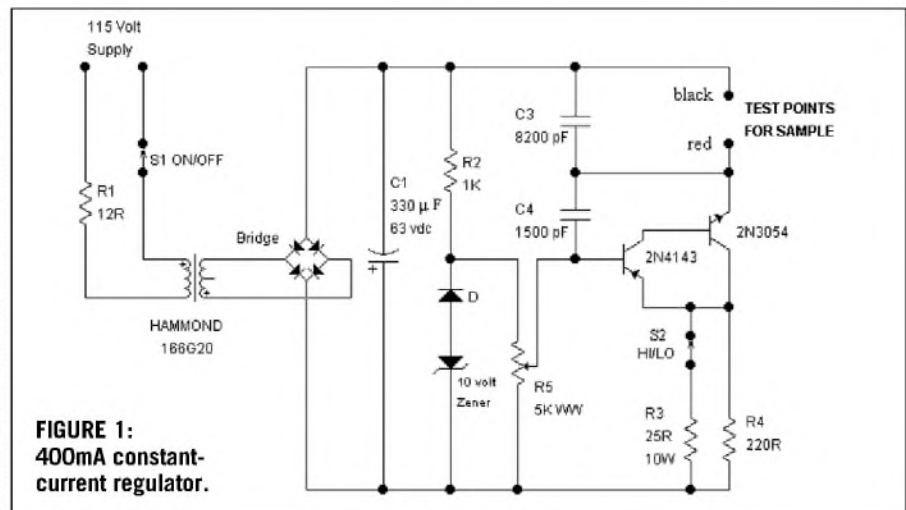 115 Volt
Supply
S1 ON/OFF
R1
12R
HAMMOND
166G20
Bridge
C1
330 µF
63 vdc
+
R2
1K
D
10 volt
Zener
C3
8200 pF
C4
1500 pF
R5
5K WW
2N4143
2N3054
black
red
TEST POINTS
FOR SAMPLE
S2
HI/LO
R3
25R
10W
R4
220R
FIGURE 1:
400mA constant-
current regulator.